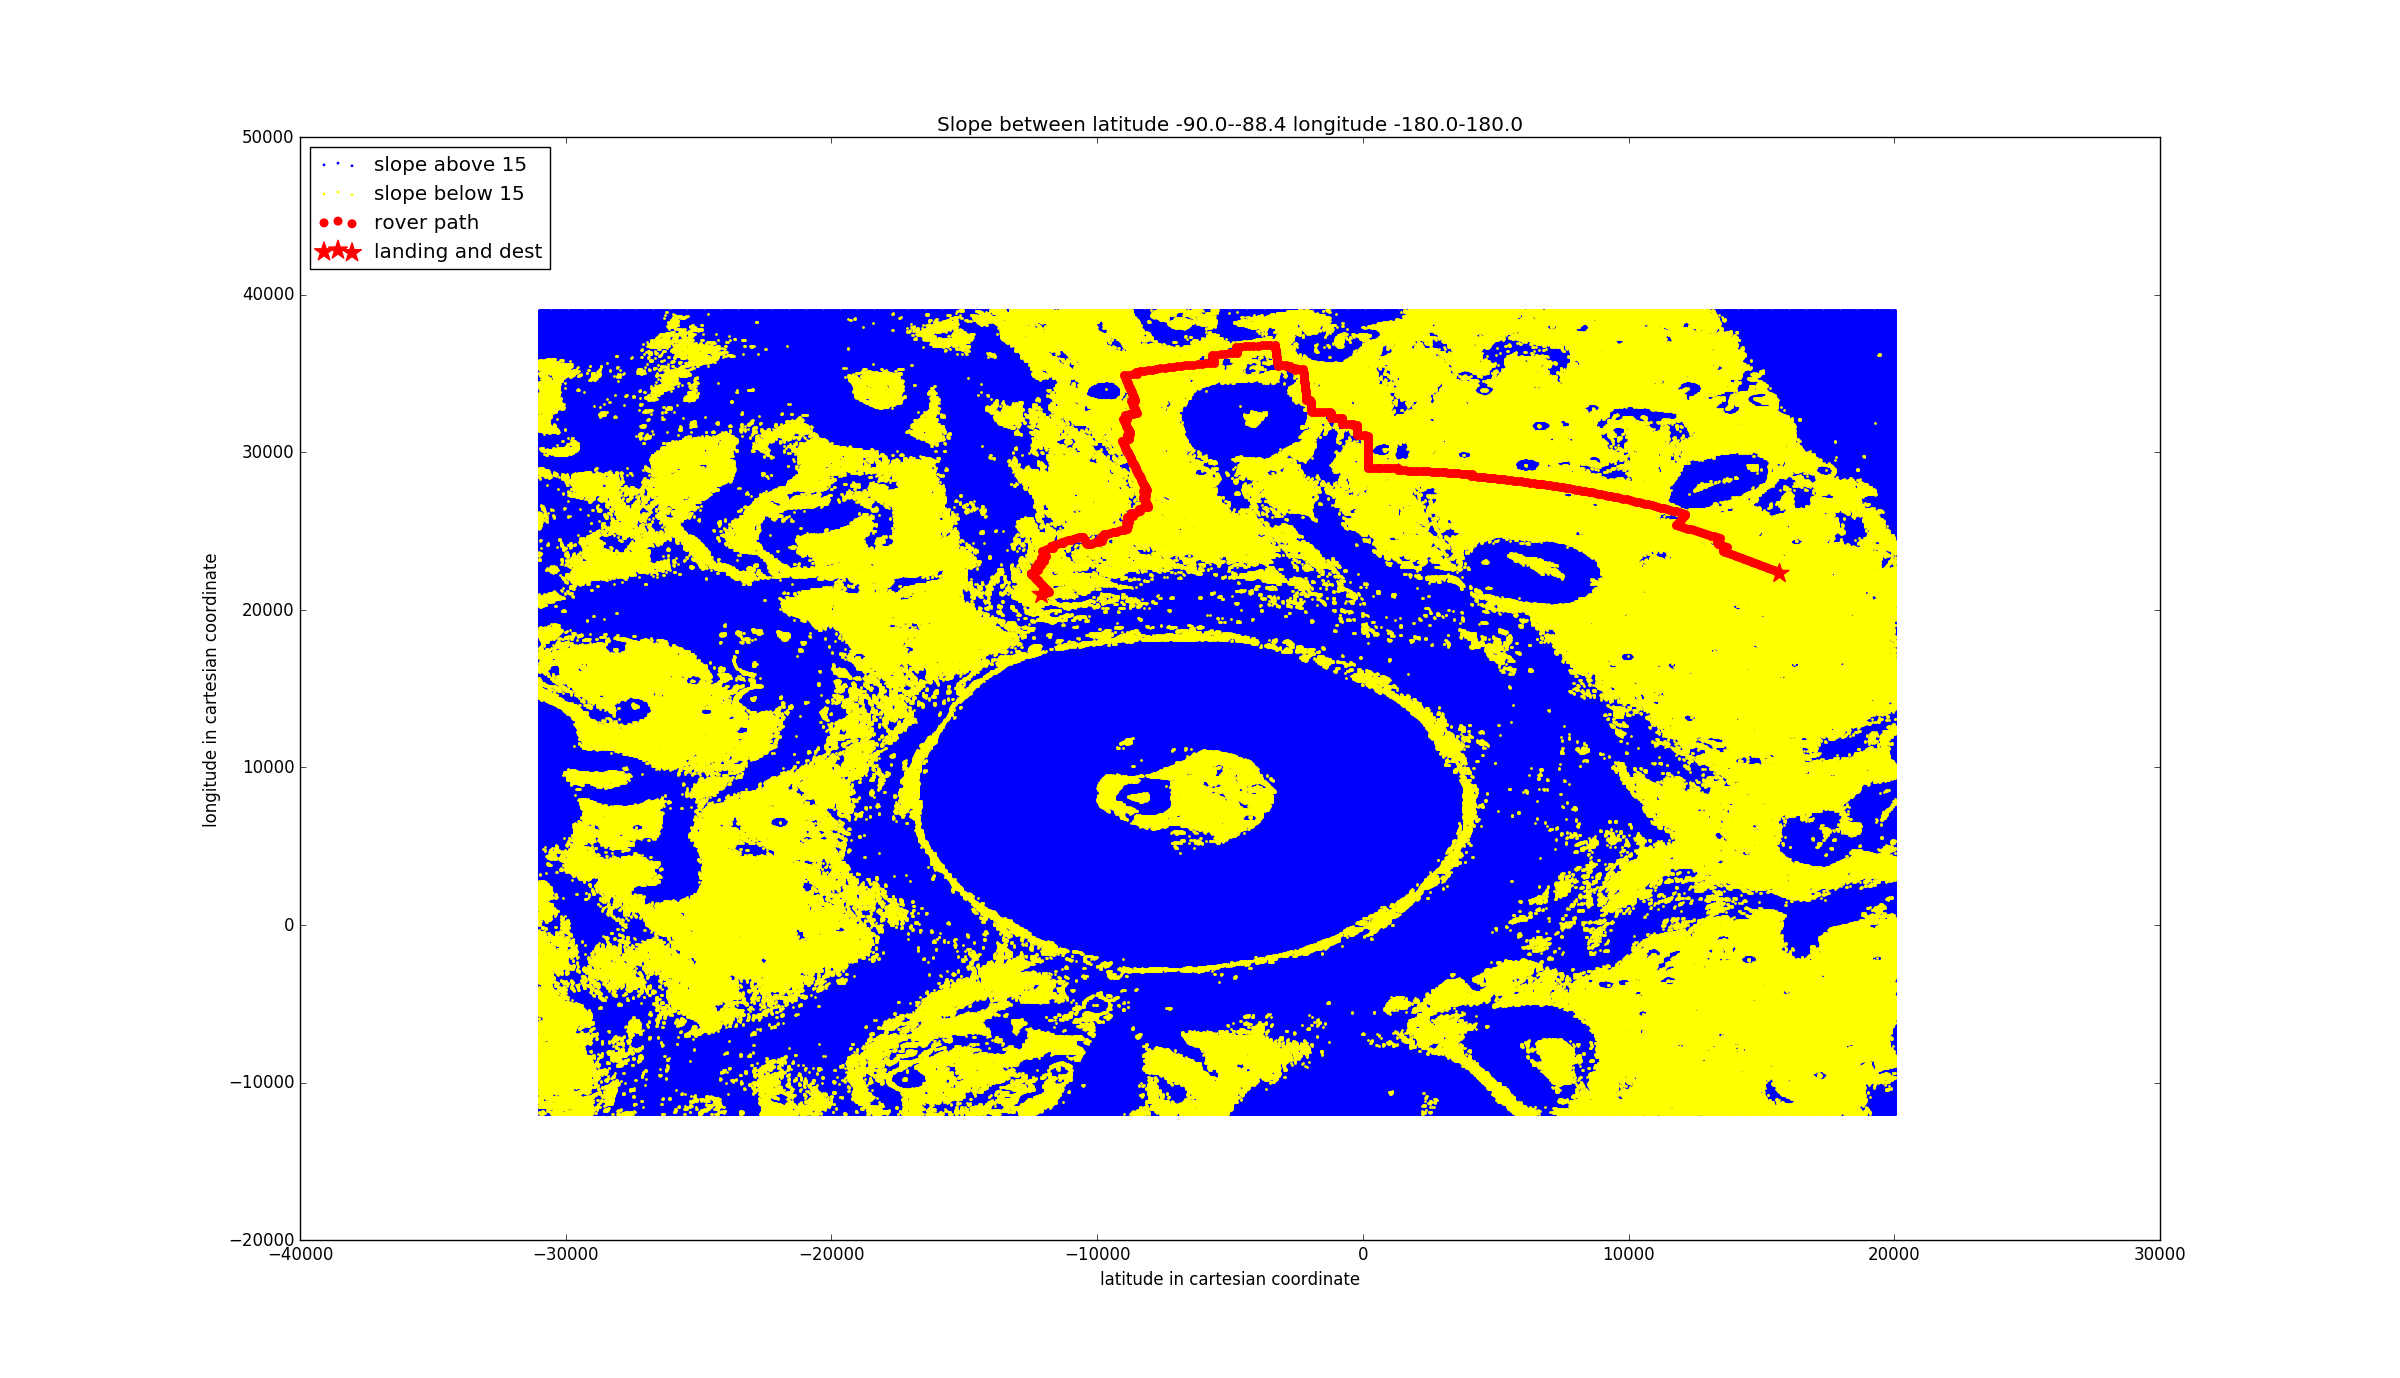 Slope between latitude -90.0--88.4 longitude -180.0-180.0
50000
slope above 15
slope below 15
rover path
landing and dest
40000
30000
20000
10000
0
−10000
−20000
longitude in cartesian coordinate
−40000 −30000 −20000 −10000 0 10000 20000 30000
latitude in cartesian coordinate